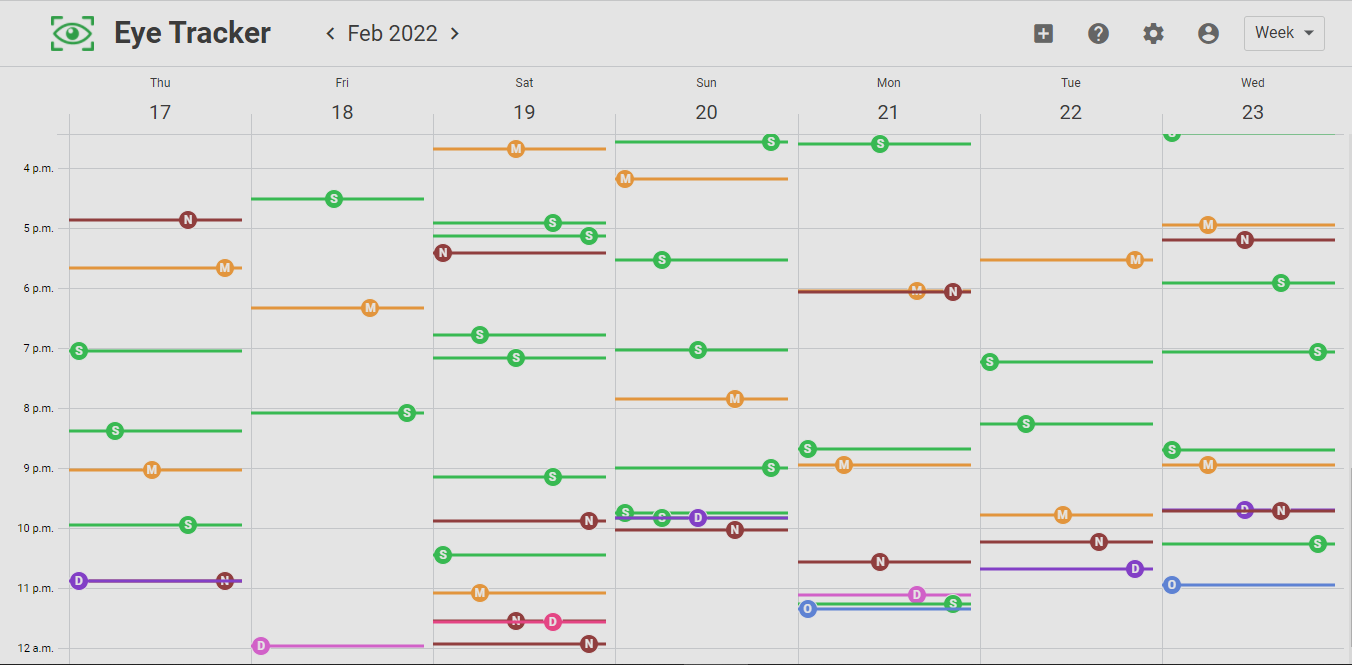 Eye Tracker
Feb 2022
Week
Thu Fri Sat Sun Mon Tue Wed
17 18 19 20 21 22 23
S
M S S
4 p.m. M
S
N S M
5 p.m. S M
N N
M S M
6 p.m. M N S
M
S S S
7 p.m. S S
M
8 p.m. S
S S
S S
M M M
9 p.m. S
S
S S D M D N
10 p.m. S N N
N S
S N
D N D
11 p.m. M D O
O S
N D
12 a.m. D N